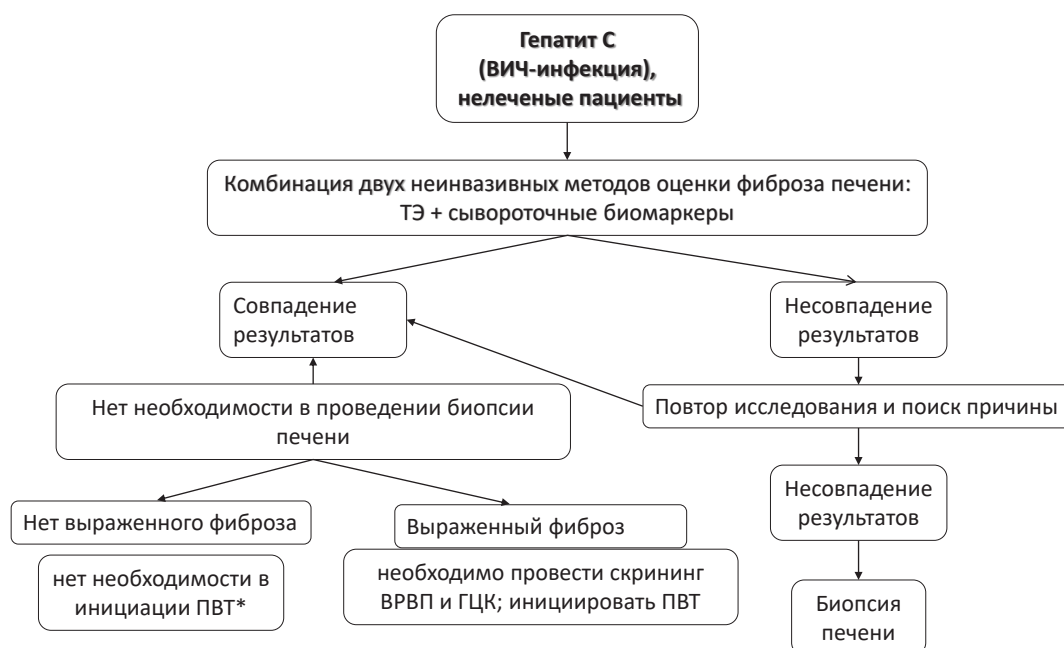 Гепатит С
(ВИЧ-инфекция),
нелеченые пациенты
Комбинация двух неинвазивных методов оценки фиброза печени:
ТЭ + сывороточные биомаркеры
Совпадение
результатов
Несовпадение
результатов
Нет необходимости в проведении биопсии
печени
Повтор исследования и поиск причины
Нет выраженного фиброза
Выраженный фиброз
Несовпадение
результатов
нет необходимости в
инициации ПВТ*
необходимо провести скрининг
ВРВП и ГЦК; инициировать ПВТ
Биопсия
печени